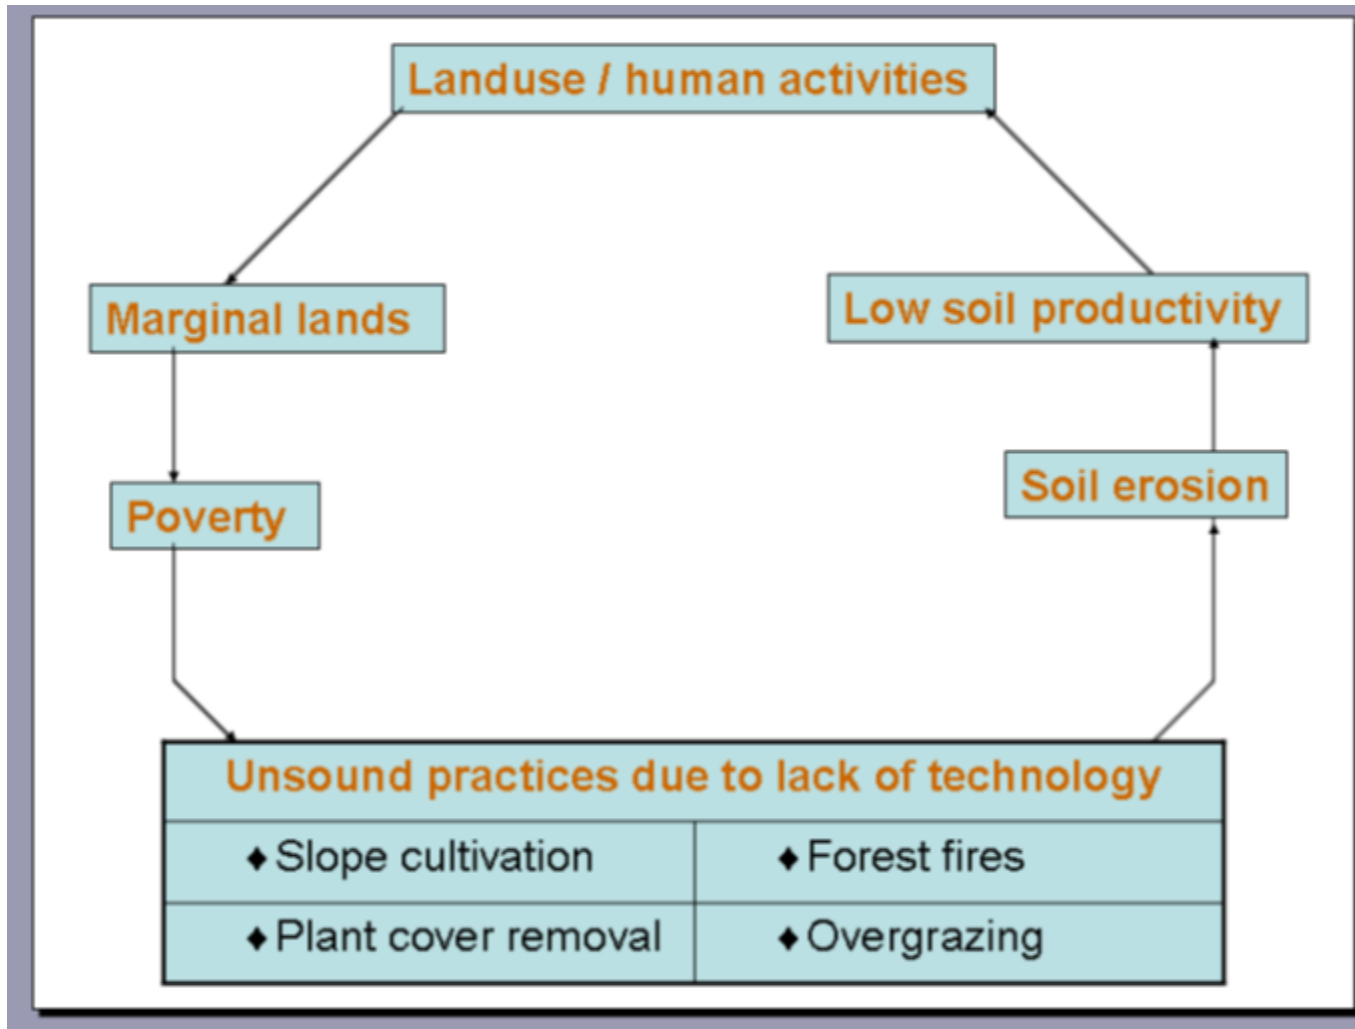 Landuse / human activities
Marginal lands
Low soil productivity
Poverty
Soil erosion
Unsound practices due to lack of technology
♦ Slope cultivation
♦ Forest fires
♦ Plant cover removal
♦ Overgrazing